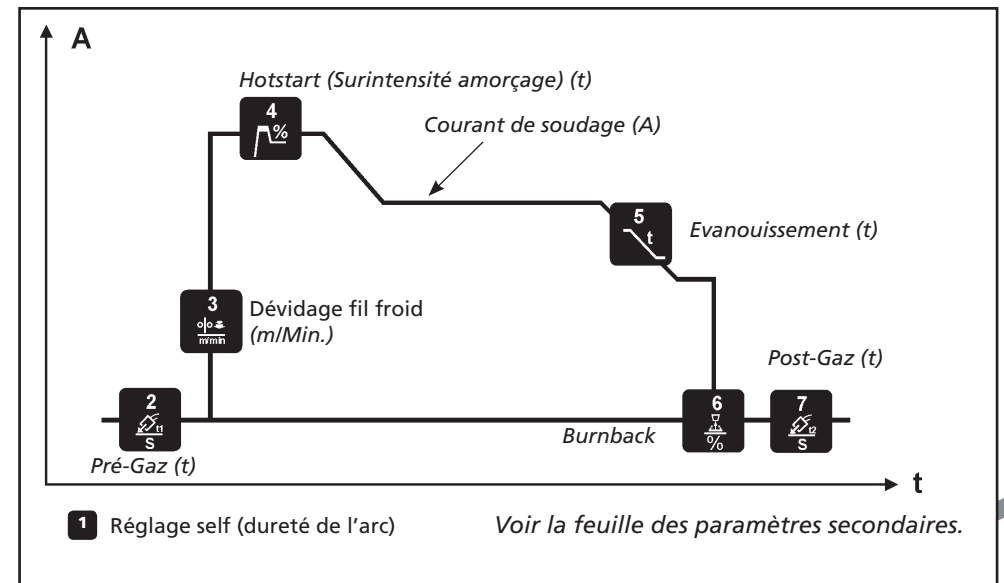 A
Hotstart (Surintensité amorçage) (t)
4
%
Courant de soudage (A)
5
t
Evanouissement (t)
3
m/min
Dévidage fil froid
(m/Min.)
Post-Gaz (t)
2
t1
S
6
%
7
t2
S
Burnback
Pré-Gaz (t)
t
1 Réglage self (dureté de l’arc)
Voir la feuille des paramètres secondaires.